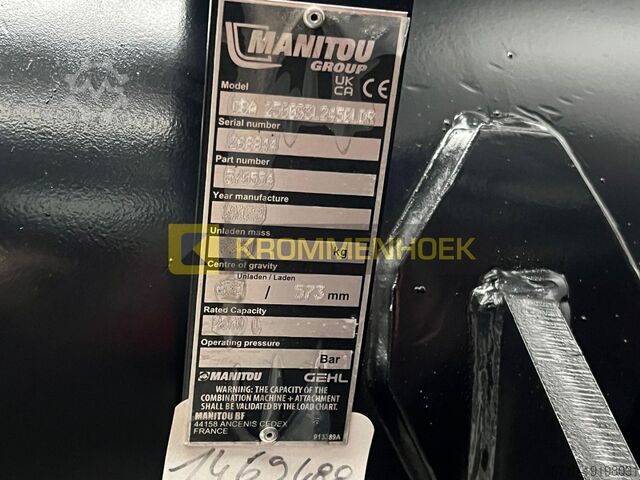 MANITOU
GROUP
UK
CA CE
Model
Serial number
Part number
Year manufacture
Unladen mass
kg
KROMMENHOEK
Centre of gravity
Unladen / Laden
/ 573 mm
Rated Capacity
Operating pressure
Bar
MANITOU GEHL
WARNING: THE CAPACITY OF THE
COMBINATION MACHINE + ATTACHMENT
SHALL BE VALIDATED BY THE LOAD CHART.
MANITOU BF
44158 ANCENIS CEDEX
FRANCE
913389A
1469488